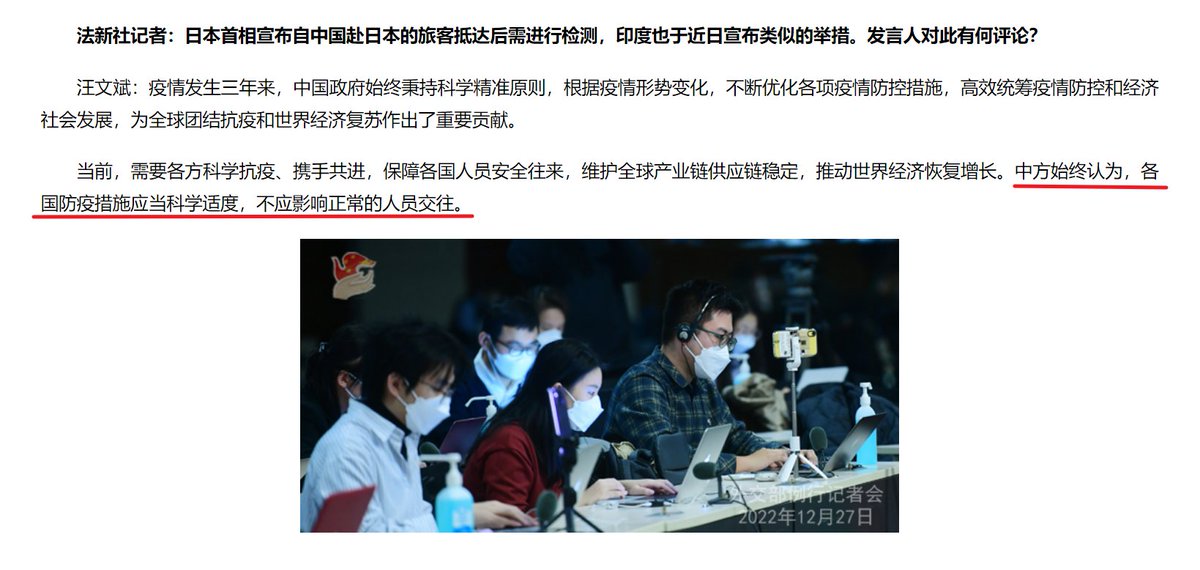 法新社记者：日本首相宣布自中国赴日本的旅客抵达后需进行检测，印度也于近日宣布类似的举措。发言人对此有何评论？
汪文斌：疫情发生三年来，中国政府始终秉持科学精准原则，根据疫情形势变化，不断优化各项疫情防控措施，高效统筹疫情防控和经济
社会发展，为全球团结抗疫和世界经济复苏作出了重要贡献。
当前，需要各方科学抗疫、携手共进，保障各国人员安全往来，维护全球产业链供应链稳定，推动世界经济恢复增长。中方始终认为，各
国防疫措施应当科学适度，不应影响正常的人员交往。
外交部例行记者会
2022年12月27日